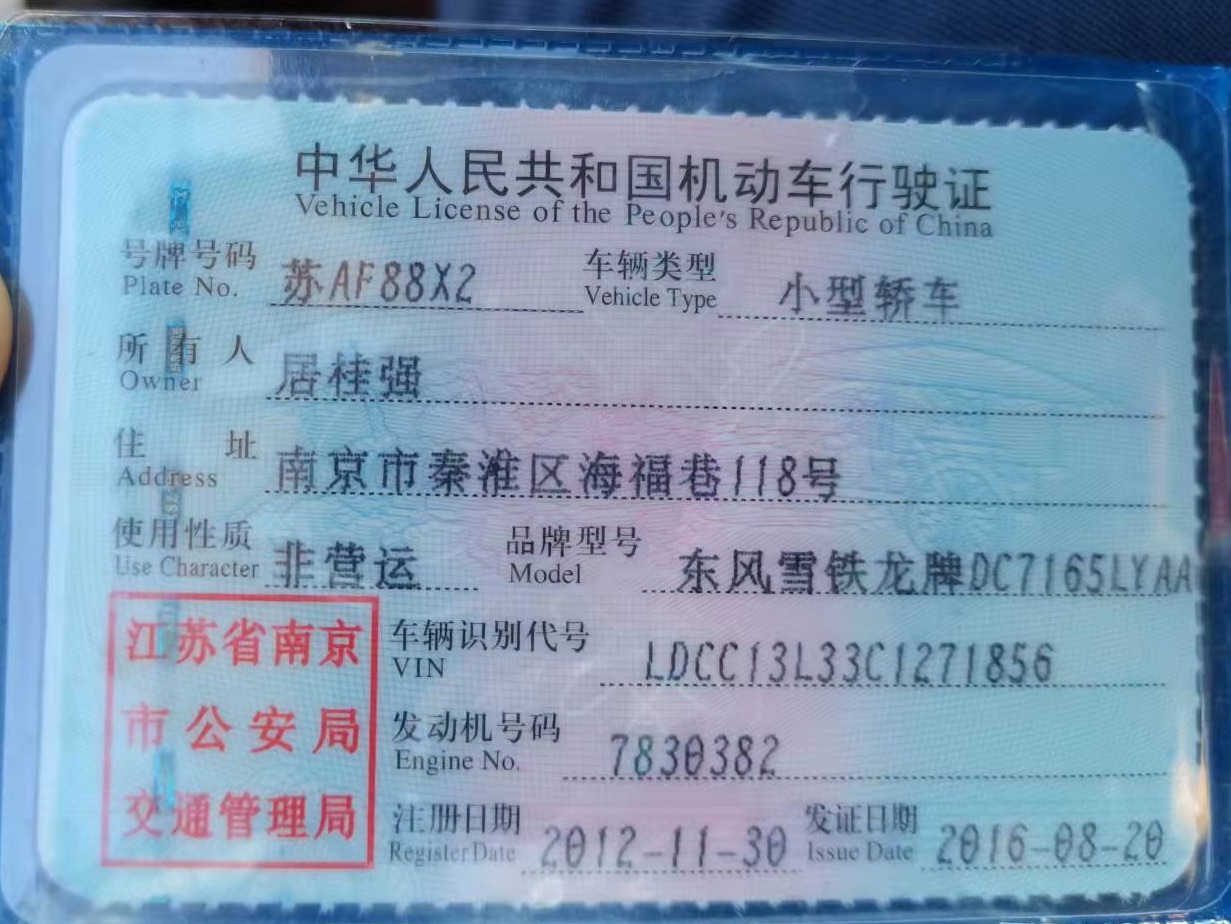 中华人民共和国机动车行驶证
Vehicle License of the People's Republic of China
号牌号码 苏AF88X2 车辆类型 小型轿车
Plate No. Vehicle Type
所有人 居桂强
Owner
住址 南京市秦淮区海福巷118号
Address
使用性质 非营运 品牌型号 东风雪铁龙牌DC7165LYAA
Use Character Model
江苏省南京
市公安局
交通管理局
车辆识别代号 LDCC13L33C1271856
VIN
发动机号码 7830382
Engine No.
注册日期 2012-11-30 发证日期 2016-08-20
Register Date Issue Date